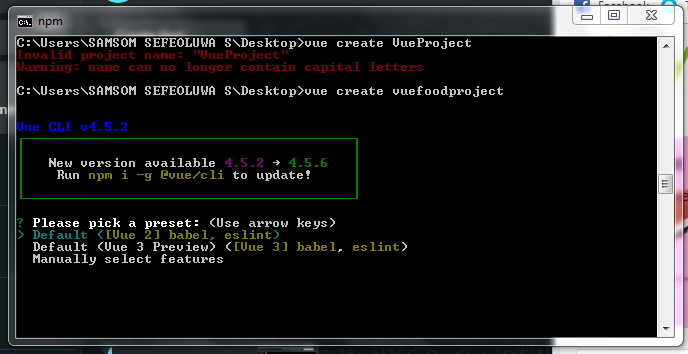 Facebook
npm
C:\Users\SAMSOM SEFEOLUWA S\Desktop>vue create VueProject
Invalid project name: "VueProject"
Warning: name can no longer contain capital letters
C:\Users\SAMSOM SEFEOLUWA S\Desktop>vue create vuefoodproject
Vue CLI v4.5.2
New version available 4.5.2 → 4.5.6
Run npm i -g @vue/cli to update!
? Please pick a preset: (Use arrow keys)
> Default ([Vue 2] babel, eslint)
Default (Vue 3 Preview) ([Vue 3] babel, eslint)
Manually select features